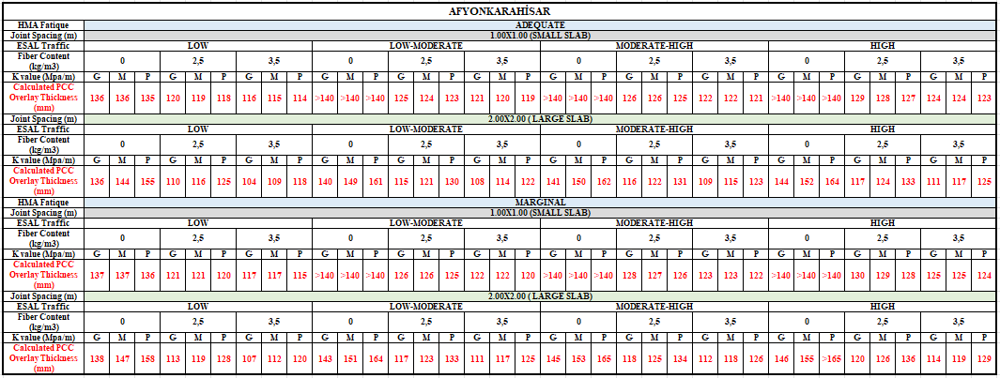 AFYONKARAHİSAR
HMA Fatique ADEQUATE
Joint Spacing (m) 1.00X1.00 (SMALL SLAB)
ESAL Traffic LOW LOW-MODERATE MODERATE-HIGH HIGH
Fiber Content (kg/m3) 0 2,5 3,5 0 2,5 3,5 0 2,5 3,5 0 2,5 3,5
K value (Mpa/m) G M P G M P G M P G M P G M P G M P G M P G M P G M P G M P G M P G M P
Calculated PCC Overlay Thickness (mm) 136 136 135 120 119 118 116 115 114 >140 >140 >140 125 124 123 121 120 119 >140 >140 >140 126 126 125 122 122 121 >140 >140 >140 129 128 127 124 124 123
Joint Spacing (m) 2.00X2.00 ( LARGE SLAB)
ESAL Traffic LOW LOW-MODERATE MODERATE-HIGH HIGH
Fiber Content (kg/m3) 0 2,5 3,5 0 2,5 3,5 0 2,5 3,5 0 2,5 3,5
K value (Mpa/m) G M P G M P G M P G M P G M P G M P G M P G M P G M P G M P G M P G M P
Calculated PCC Overlay Thickness (mm) 136 144 155 110 116 125 104 109 118 140 149 161 115 121 130 108 114 122 141 150 162 116 122 131 109 115 123 144 152 164 117 124 133 111 117 125
HMA Fatique MARGINAL
Joint Spacing (m) 1.00X1.00 (SMALL SLAB)
ESAL Traffic LOW LOW-MODERATE MODERATE-HIGH HIGH
Fiber Content (kg/m3) 0 2,5 3,5 0 2,5 3,5 0 2,5 3,5 0 2,5 3,5
K value (Mpa/m) G M P G M P G M P G M P G M P G M P G M P G M P G M P G M P G M P G M P
Calculated PCC Overlay Thickness (mm) 137 137 136 121 121 120 117 117 115 >140 >140 >140 126 126 125 122 122 120 >140 >140 >140 128 127 126 123 123 122 >140 >140 >140 130 129 128 125 125 124
Joint Spacing (m) 2.00X2.00 ( LARGE SLAB)
ESAL Traffic LOW LOW-MODERATE MODERATE-HIGH HIGH
Fiber Content (kg/m3) 0 2,5 3,5 0 2,5 3,5 0 2,5 3,5 0 2,5 3,5
K value (Mpa/m) G M P G M P G M P G M P G M P G M P G M P G M P G M P G M P G M P G M P
Calculated PCC Overlay Thickness (mm) 138 147 158 113 119 128 107 112 120 143 151 164 117 123 133 111 117 125 145 153 165 118 125 134 112 118 126 146 155 >165 120 126 136 114 119 129